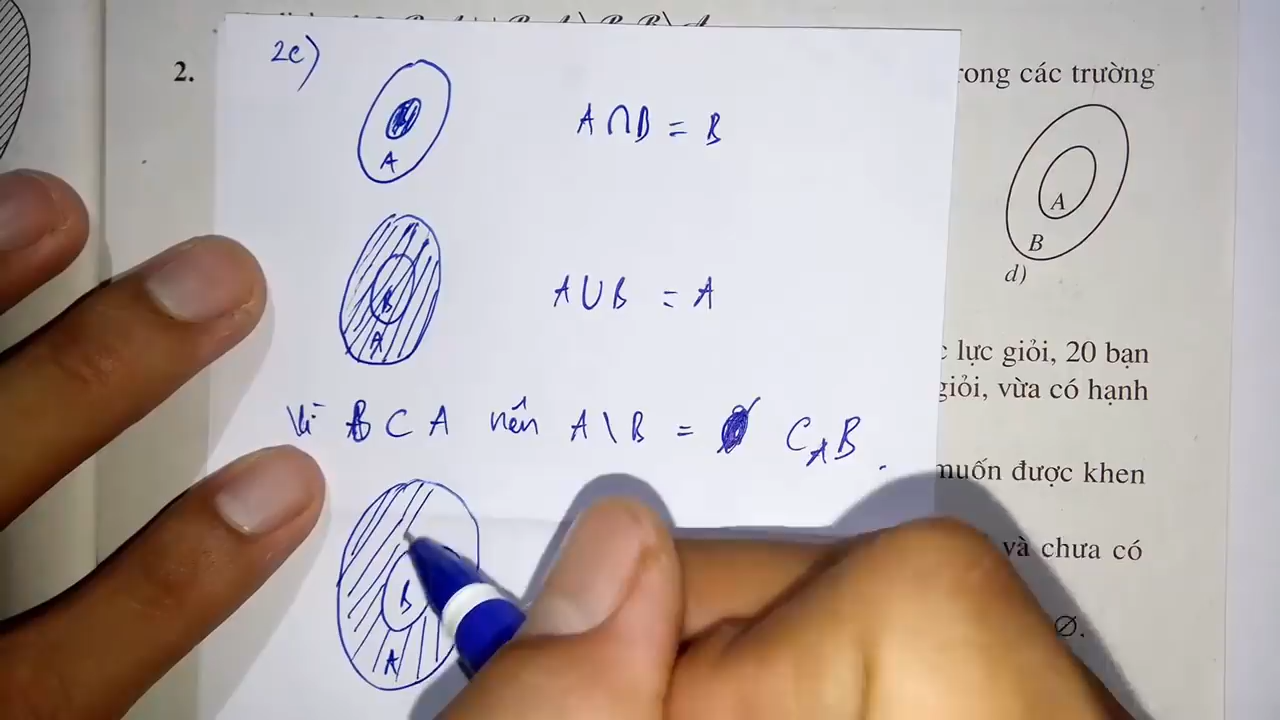 2.
2c)
A
A∩B = B
B
A
A∪B = A
Vì B ⊂ A nên A \ B = C_A B.
B
A
rong các trường
A
B
d)
lực giỏi, 20 bạn
giỏi, vừa có hạnh
muốn được khen
và chưa có
Ø.